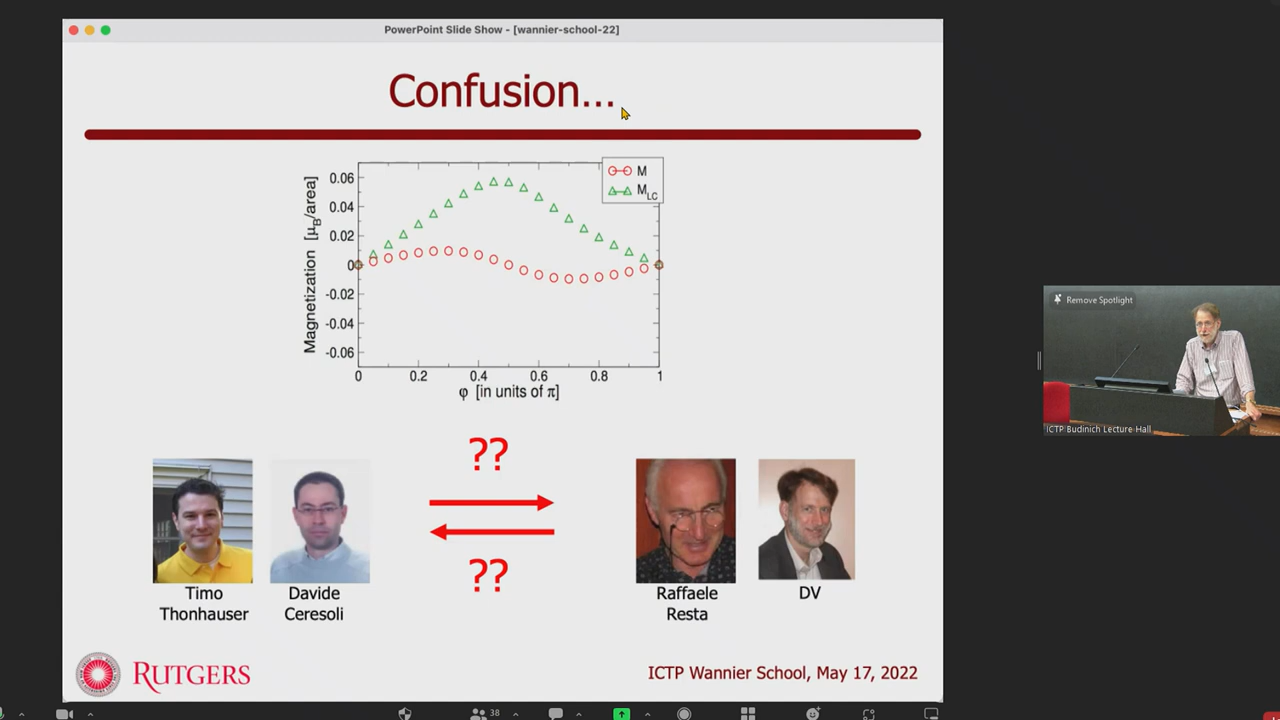 PowerPoint Slide Show - [wannier-school-22]
Confusion...
M
M_LC
Magnetization [μ_B/area]
0.06
0.04
0.02
0
-0.02
-0.04
-0.06
0 0.2 0.4 0.6 0.8 1
φ [in units of π]
??
??
Timo
Thonhauser
Davide
Ceresoli
Raffaele
Resta
DV
RUTGERS
ICTP Wannier School, May 17, 2022
Remove Spotlight
ICTP Budinich Lecture Hall
38